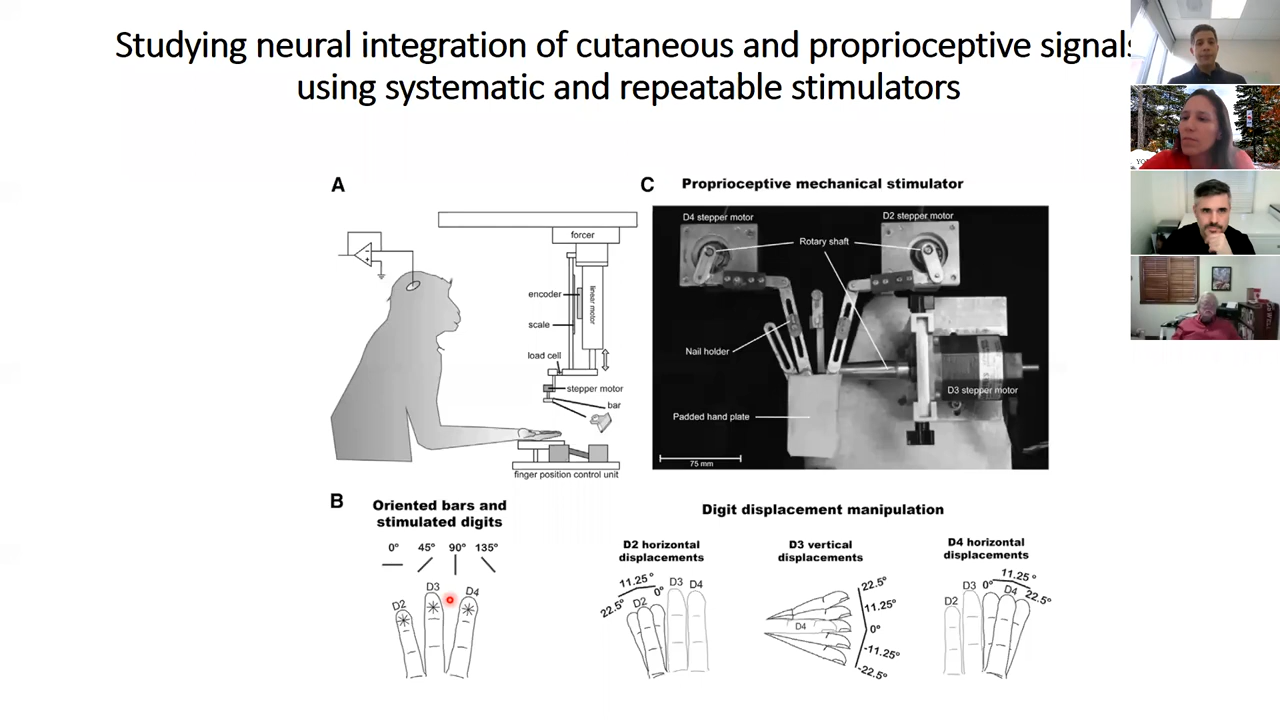 Studying neural integration of cutaneous and proprioceptive signals
using systematic and repeatable stimulators
A
forcer
encoder
linear motor
scale
load cell
stepper motor
bar
finger position control unit
C
Proprioceptive mechanical stimulator
D4 stepper motor
D2 stepper motor
Rotary shaft
Nail holder
D3 stepper motor
Padded hand plate
75 mm
B
Oriented bars and
stimulated digits
0° 45° 90° 135°
D2 D3 D4
Digit displacement manipulation
D2 horizontal
displacements
22.5° 11.25° 0°
D2 D3 D4
D3 vertical
displacements
22.5°
11.25°
0°
-11.25°
-22.5°
D4
D4 horizontal
displacements
0° 11.25° 22.5°
D2 D3 D4